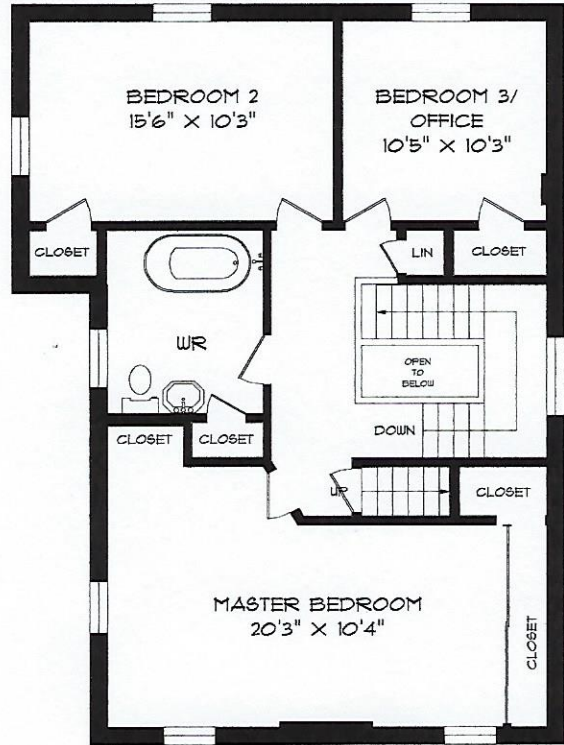 BEDROOM 2
15'6" X 10'3"
BEDROOM 3/
OFFICE
10'5" X 10'3"
CLOSET
LIN
CLOSET
WR
OPEN
TO
BELOW
DOWN
CLOSET
CLOSET
UP
CLOSET
MASTER BEDROOM
20'3" X 10'4"
CLOSET